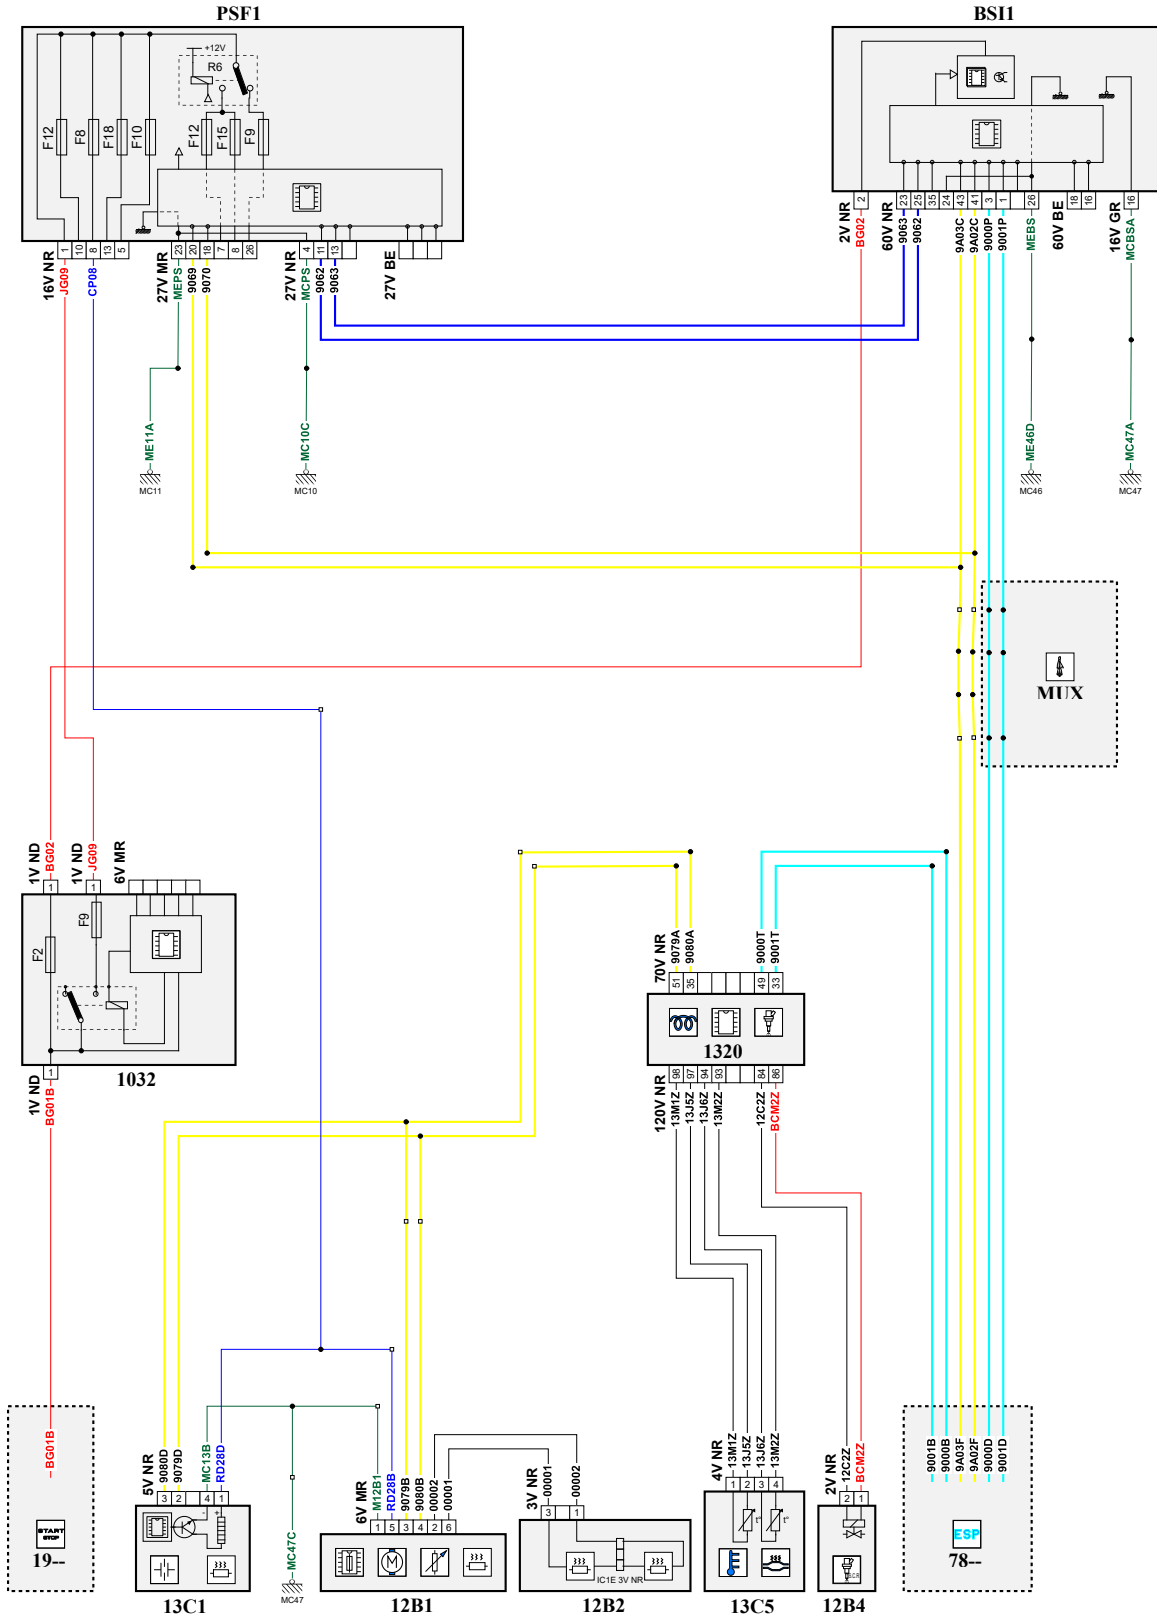 PSF1
BSI1
+12V
R6
F12
F8
F18
F10
F12
F15
F9
1
10
8
13
5
23
20
18
7
8
26
4
11
13
16V NR
JG09
CP08
27V MR
MEPS
9069
9070
27V NR
MCPS
9062
9063
27V BE
2
23
25
35
24
43
41
3
1
26
18
16
16
2V NR
BG02
60V NR
9063
9062
9A03C
9A02C
9000P
9001P
MEBS
60V BE
16V GR
MCBSA
ME11A
MC11
MC10C
MC10
ME46D
MC46
MC47A
MC47
MUX
1V ND
BG02
1V ND
JG09
6V MR
1
1
F2
F9
1
1032
1V ND
BG01B
70V NR
9079A
9080A
9000T
9001T
51
35
49
33
1320
98
97
94
93
84
86
120V NR
13M1Z
13J5Z
13J6Z
13M2Z
12C2Z
BCM2Z
BG01B
START
STOP
19--
5V NR
9080D
9079D
MC13B
RD28D
3
2
4
1
-
+
13C1
MC47C
MC47
6V MR
M12B1
RD28B
9079B
9080B
00002
00001
1
5
3
4
2
6
M
12B1
3V NR
00001
00002
3
1
IC1E 3V NR
12B2
4V NR
13M1Z
13J5Z
13J6Z
13M2Z
1
2
3
4
t°
t°
13C5
2V NR
12C2Z
BCM2Z
2
1
SCR
12B4
9001B
9000B
9A03F
9A02F
9000D
9001D
ESP
78--